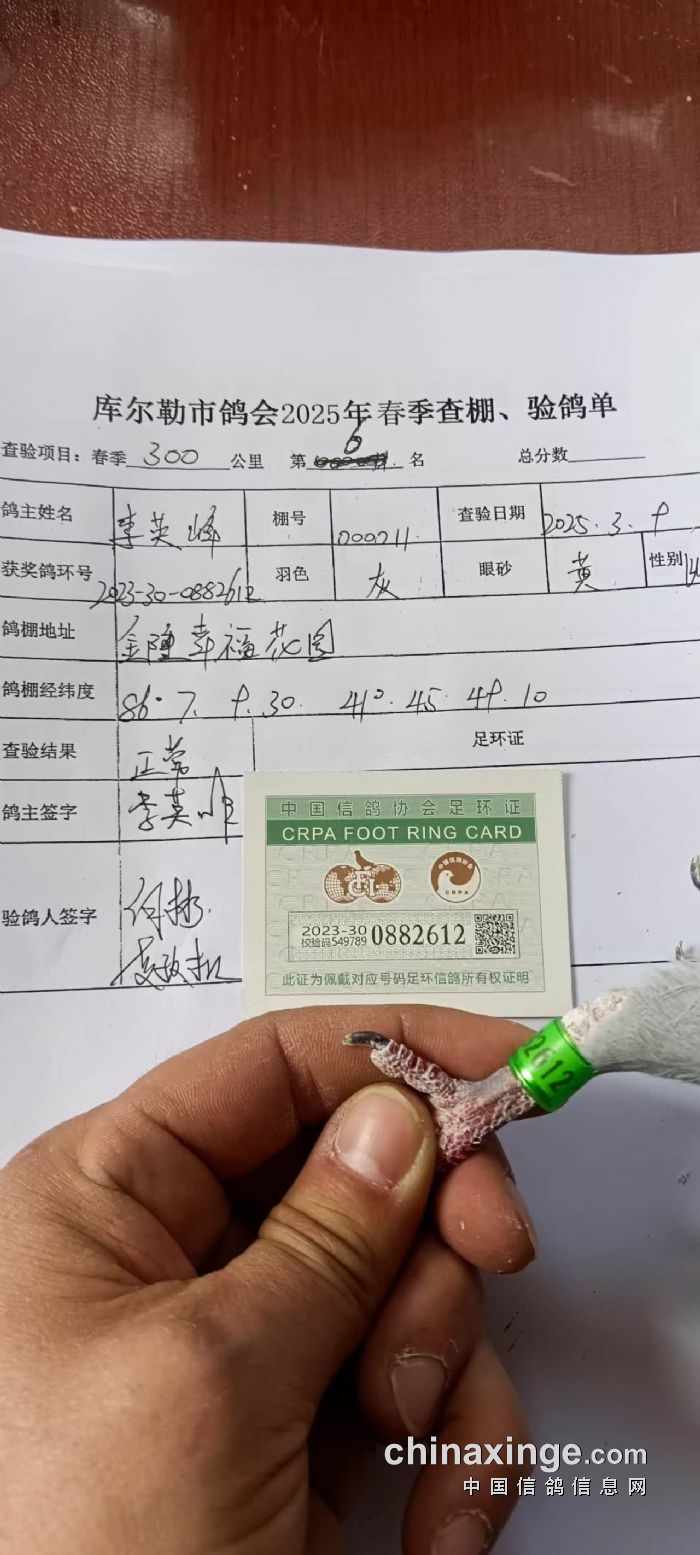 库尔勒市鸽会2025年春季查棚、验鸽单
查验项目：春季 300 公里 第 6 名 总分数
鸽主姓名 李英峰 棚号 000211 查验日期 2025.3.9
获奖鸽环号 2023-30-0882612 羽色 灰 眼砂 黄 性别
鸽棚地址 幸福花园
鸽棚经纬度 86.7.9.30. 41°.45.49.10
查验结果 正常 足环证
鸽主签字 李英峰
验鸽人签字
中国信鸽协会足环证
CRPA FOOT RING CARD
CRPA
2023-30
校验码549789 0882612
此证为佩戴对应号码足环信鸽所有权证明
2612
chinaxinge.com
中国信鸽信息网